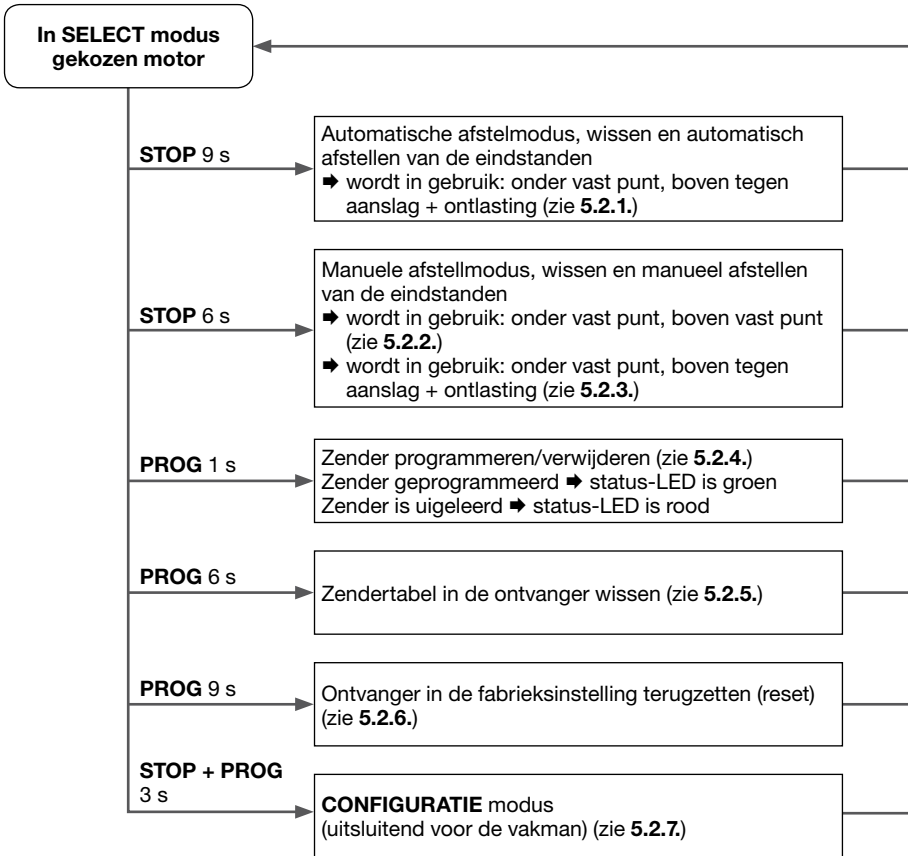 In SELECT modus
gekozen motor
STOP 9 s
Automatische afstelmodus, wissen en automatisch
afstellen van de eindstanden
➡ wordt in gebruik: onder vast punt, boven tegen
aanslag + ontlasting (zie 5.2.1.)
STOP 6 s
Manuele afstellmodus, wissen en manueel afstellen
van de eindstanden
➡ wordt in gebruik: onder vast punt, boven vast punt
(zie 5.2.2.)
➡ wordt in gebruik: onder vast punt, boven tegen
aanslag + ontlasting (zie 5.2.3.)
PROG 1 s
Zender programmeren/verwijderen (zie 5.2.4.)
Zender geprogrammeerd ➡ status-LED is groen
Zender is uigeleerd ➡ status-LED is rood
PROG 6 s
Zendertabel in de ontvanger wissen (zie 5.2.5.)
PROG 9 s
Ontvanger in de fabrieksinstelling terugzetten (reset)
(zie 5.2.6.)
STOP + PROG
3 s
CONFIGURATIE modus
(uitsluitend voor de vakman) (zie 5.2.7.)